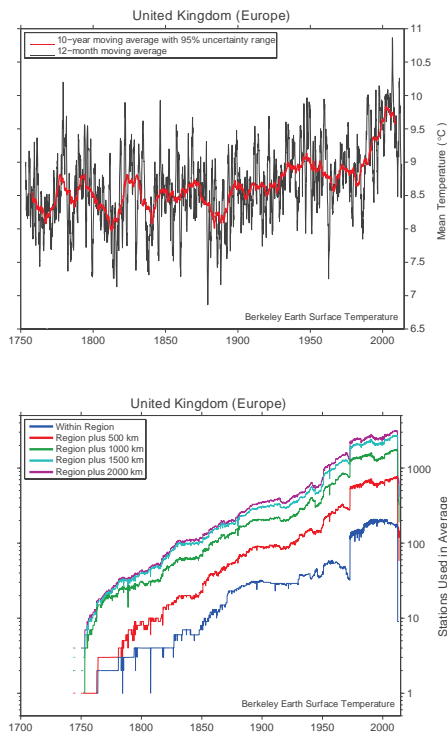 United Kingdom (Europe)
10−year moving average with 95% uncertainty range
12−month moving average
11
10.5
10
9.5
9
8.5
8
7.5
7
6.5
Mean Temperature (°C)
Berkeley Earth Surface Temperature
1750 1800 1850 1900 1950 2000
United Kingdom (Europe)
Within Region
Region plus 500 km
Region plus 1000 km
Region plus 1500 km
Region plus 2000 km
1000
100
10
1
Stations Used in Average
Berkeley Earth Surface Temperature
1700 1750 1800 1850 1900 1950 2000